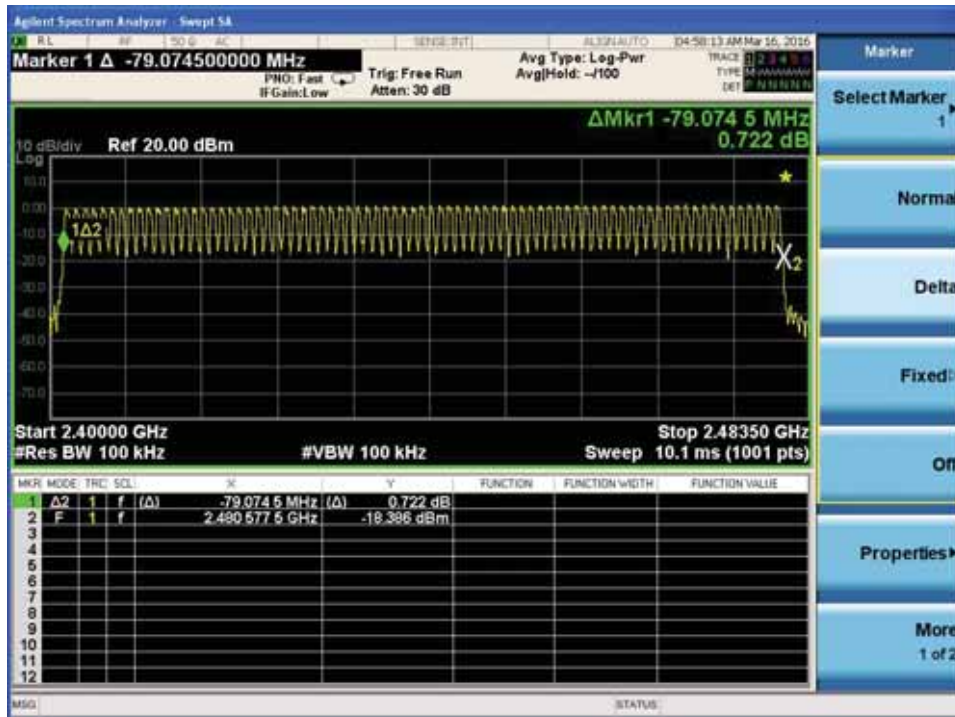 Agilent Spectrum Analyzer - Swept SA
RL RF 50 Ω AC SENSE:INT ALIGN AUTO 04:58:13 AM Mar 16, 2016
Marker 1 Δ -79.074500000 MHz
PNO: Fast
IFGain:Low
Trig: Free Run
Atten: 30 dB
Avg Type: Log-Pwr
Avg|Hold: --/100
TRACE 1 2 3 4 5 6
TYPE M
DET P N N N N N
ΔMkr1 -79.074 5 MHz
0.722 dB
10 dB/div Ref 20.00 dBm
Log
10.0
0.00
-10.0
-20.0
-30.0
-40.0
-50.0
-60.0
-70.0
1Δ2
X2
Start 2.40000 GHz Stop 2.48350 GHz
#Res BW 100 kHz #VBW 100 kHz Sweep 10.1 ms (1001 pts)
MKR MODE TRC SCL X Y FUNCTION FUNCTION WIDTH FUNCTION VALUE
1 Δ2 1 f (Δ) -79.074 5 MHz (Δ) 0.722 dB
2 F 1 f 2.480 577 5 GHz -18.386 dBm
3
4
5
6
7
8
9
10
11
12
MSG STATUS
Marker
Select Marker
1
Normal
Delta
Fixed
Off
Properties
More
1 of 2